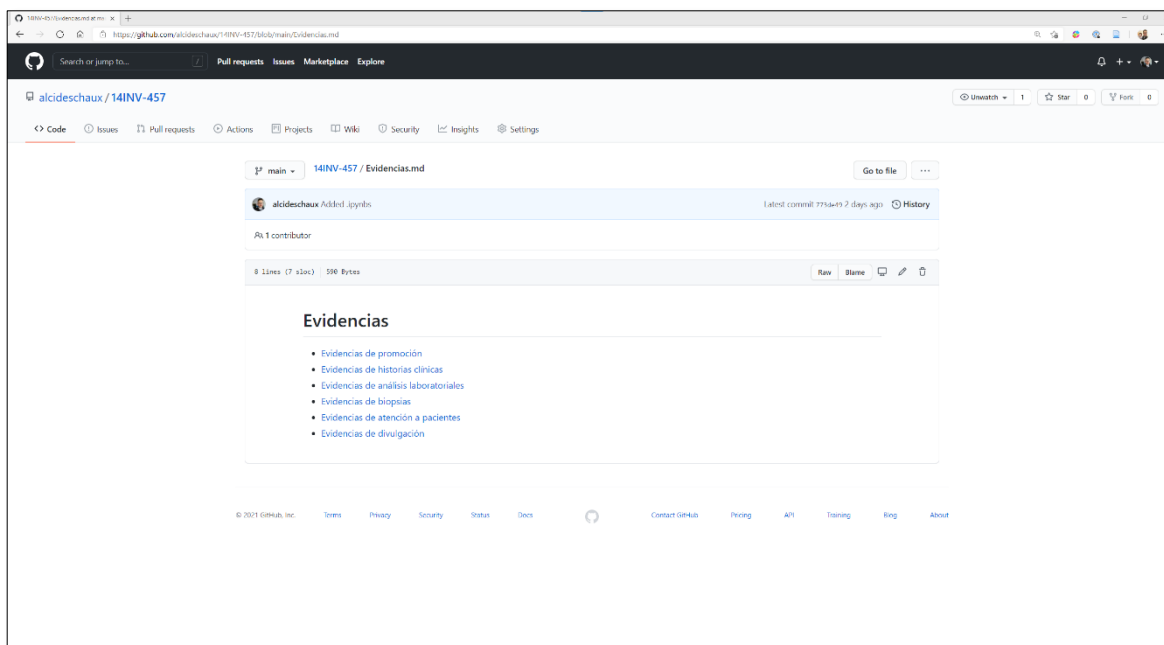 https://github.com/alcideschaux/14INV-457/blob/main/Evidencias.md
Search or jump to... / Pull requests Issues Marketplace Explore
alcideschaux / 14INV-457 Unwatch 1 Star 0 Fork 0
Code Issues Pull requests Actions Projects Wiki Security Insights Settings
main 14INV-457 / Evidencias.md Go to file ...
alcideschaux Added .ipynbs Latest commit 2 days ago History
1 contributor
8 lines (7 sloc) 590 Bytes Raw Blame
Evidencias
Evidencias de promoción
Evidencias de historias clínicas
Evidencias de análisis laboratoriales
Evidencias de biopsias
Evidencias de atención a pacientes
Evidencias de divulgación
© 2021 GitHub, Inc. Terms Privacy Security Status Docs Contact GitHub Pricing API Training Blog About